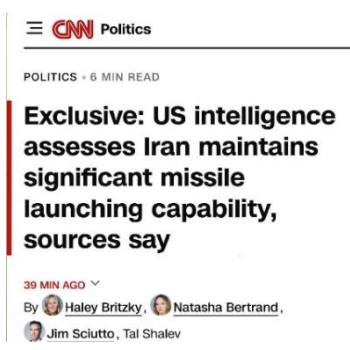 CNN Politics
POLITICS • 6 MIN READ
Exclusive: US intelligence
assesses Iran maintains
significant missile
launching capability,
sources say
39 MIN AGO
By Haley Britzky, Natasha Bertrand,
Jim Sciutto, Tal Shalev